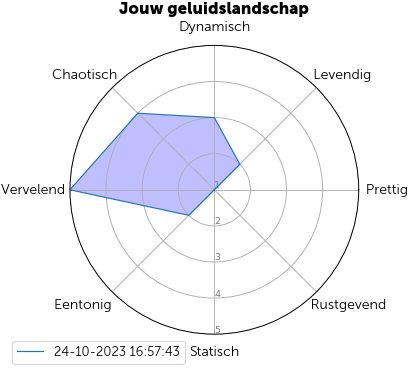 Jouw geluidslandschap
Dynamisch
Chaotisch
Levendig
Vervelend
Prettig
1
2
3
4
5
Eentonig
Rustgevend
24-10-2023 16:57:43
Statisch